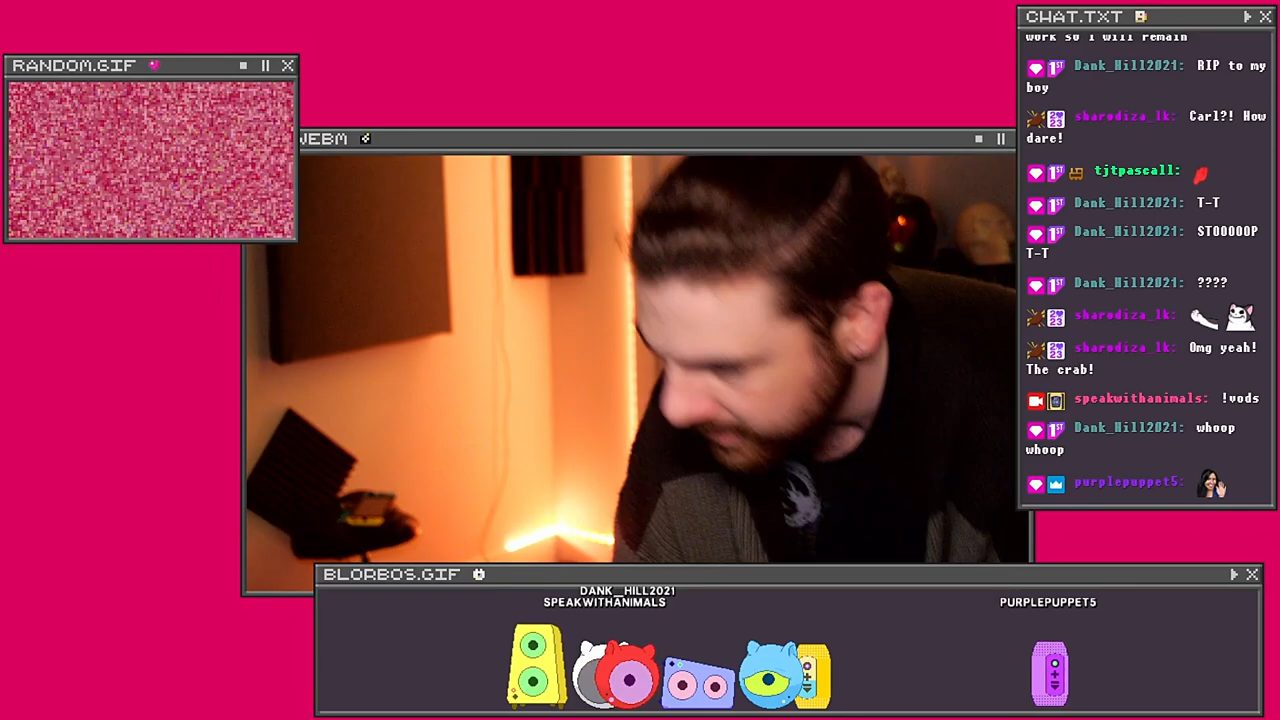 RANDOM.GIF
WEBM
CHAT.TXT
work so i will remain
Dank_Hill2021: RIP to my
boy
sharodiza_lk: Carl?! How
dare!
tjtpascall:
Dank_Hill2021: T-T
Dank_Hill2021: STOOOOP
T-T
Dank_Hill2021: ????
sharodiza_lk:
sharodiza_lk: Omg yeah!
The crab!
speakwithanimals: !vods
Dank_Hill2021: whoop
whoop
purplepuppet5:
BLORBOS.GIF
DANK_HILL2021
SPEAKWITHANIMALS
PURPLEPUPPET5